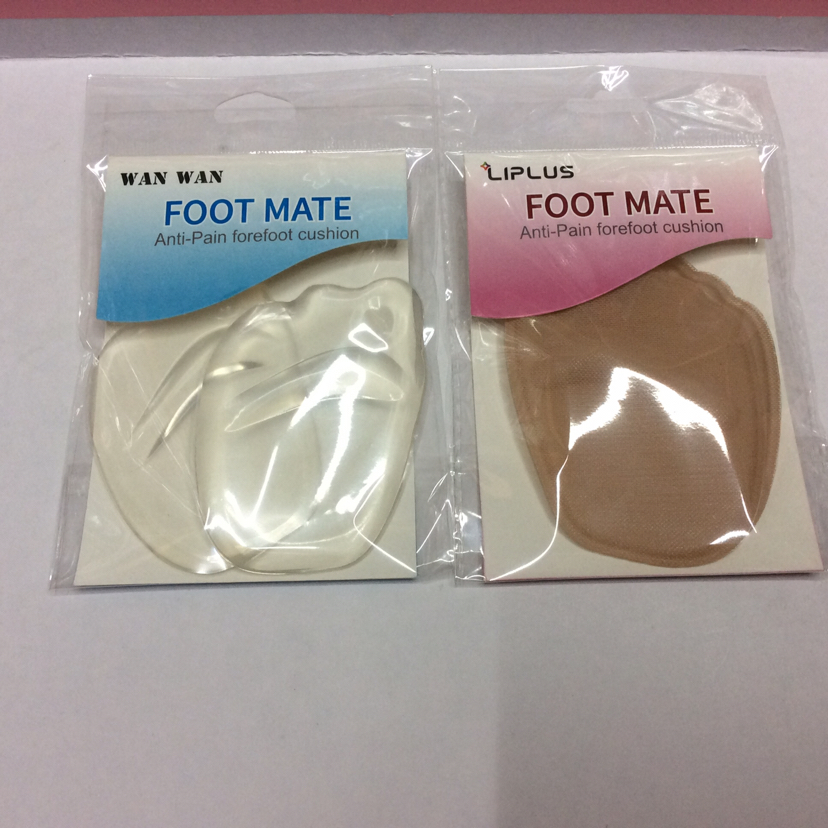 WAN WAN
FOOT MATE
Anti-Pain forefoot cushion
LIPLUS
FOOT MATE
Anti-Pain forefoot cushion